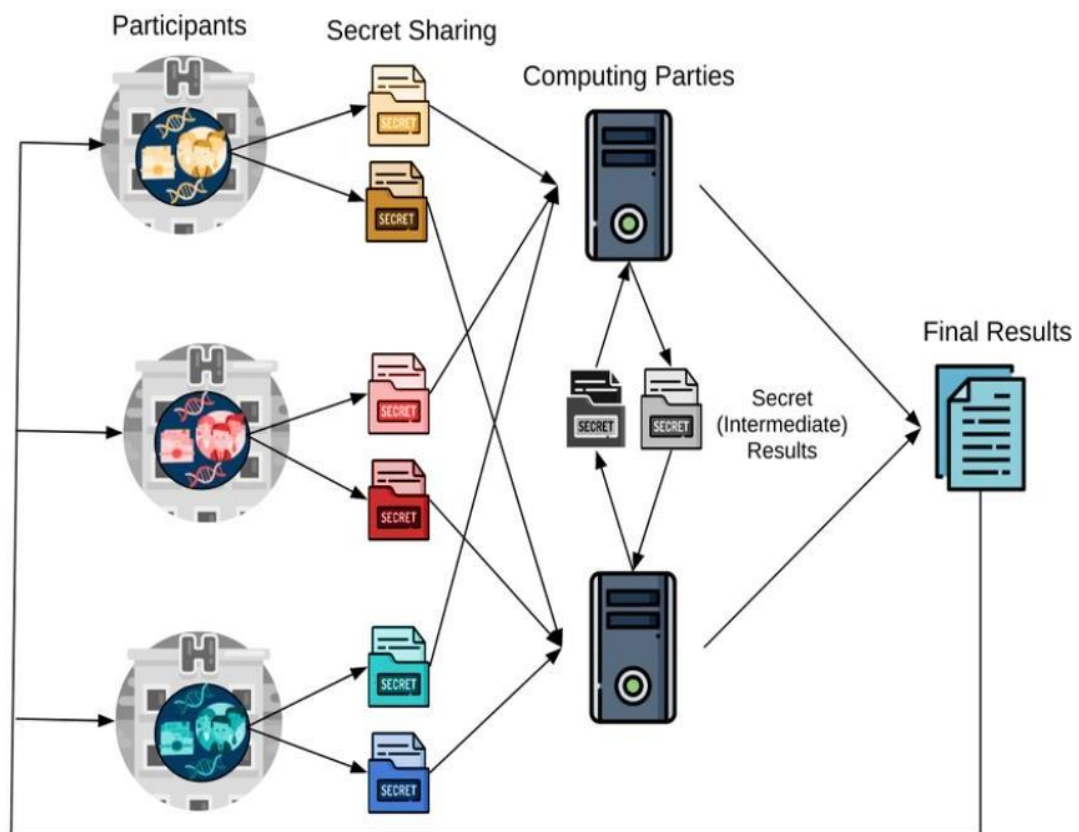 Participants
Secret Sharing
Computing Parties
H
SECRET
SECRET
Final Results
H
SECRET
SECRET
SECRET
SECRET
Secret
(Intermediate)
Results
H
SECRET
SECRET